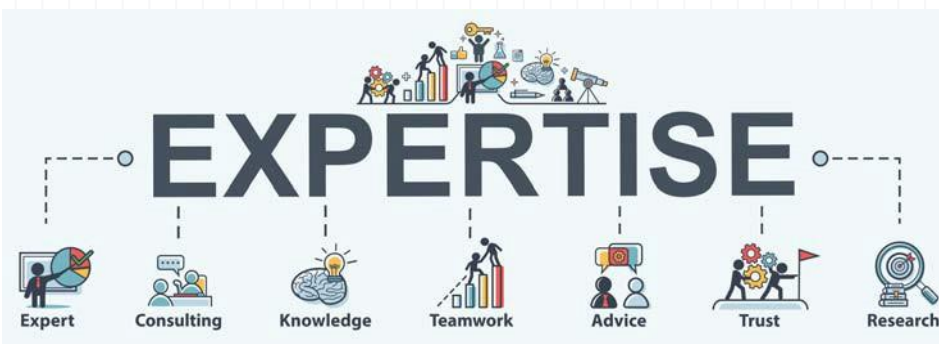 EXPERTISE
Expert Consulting Knowledge Teamwork Advice Trust Research